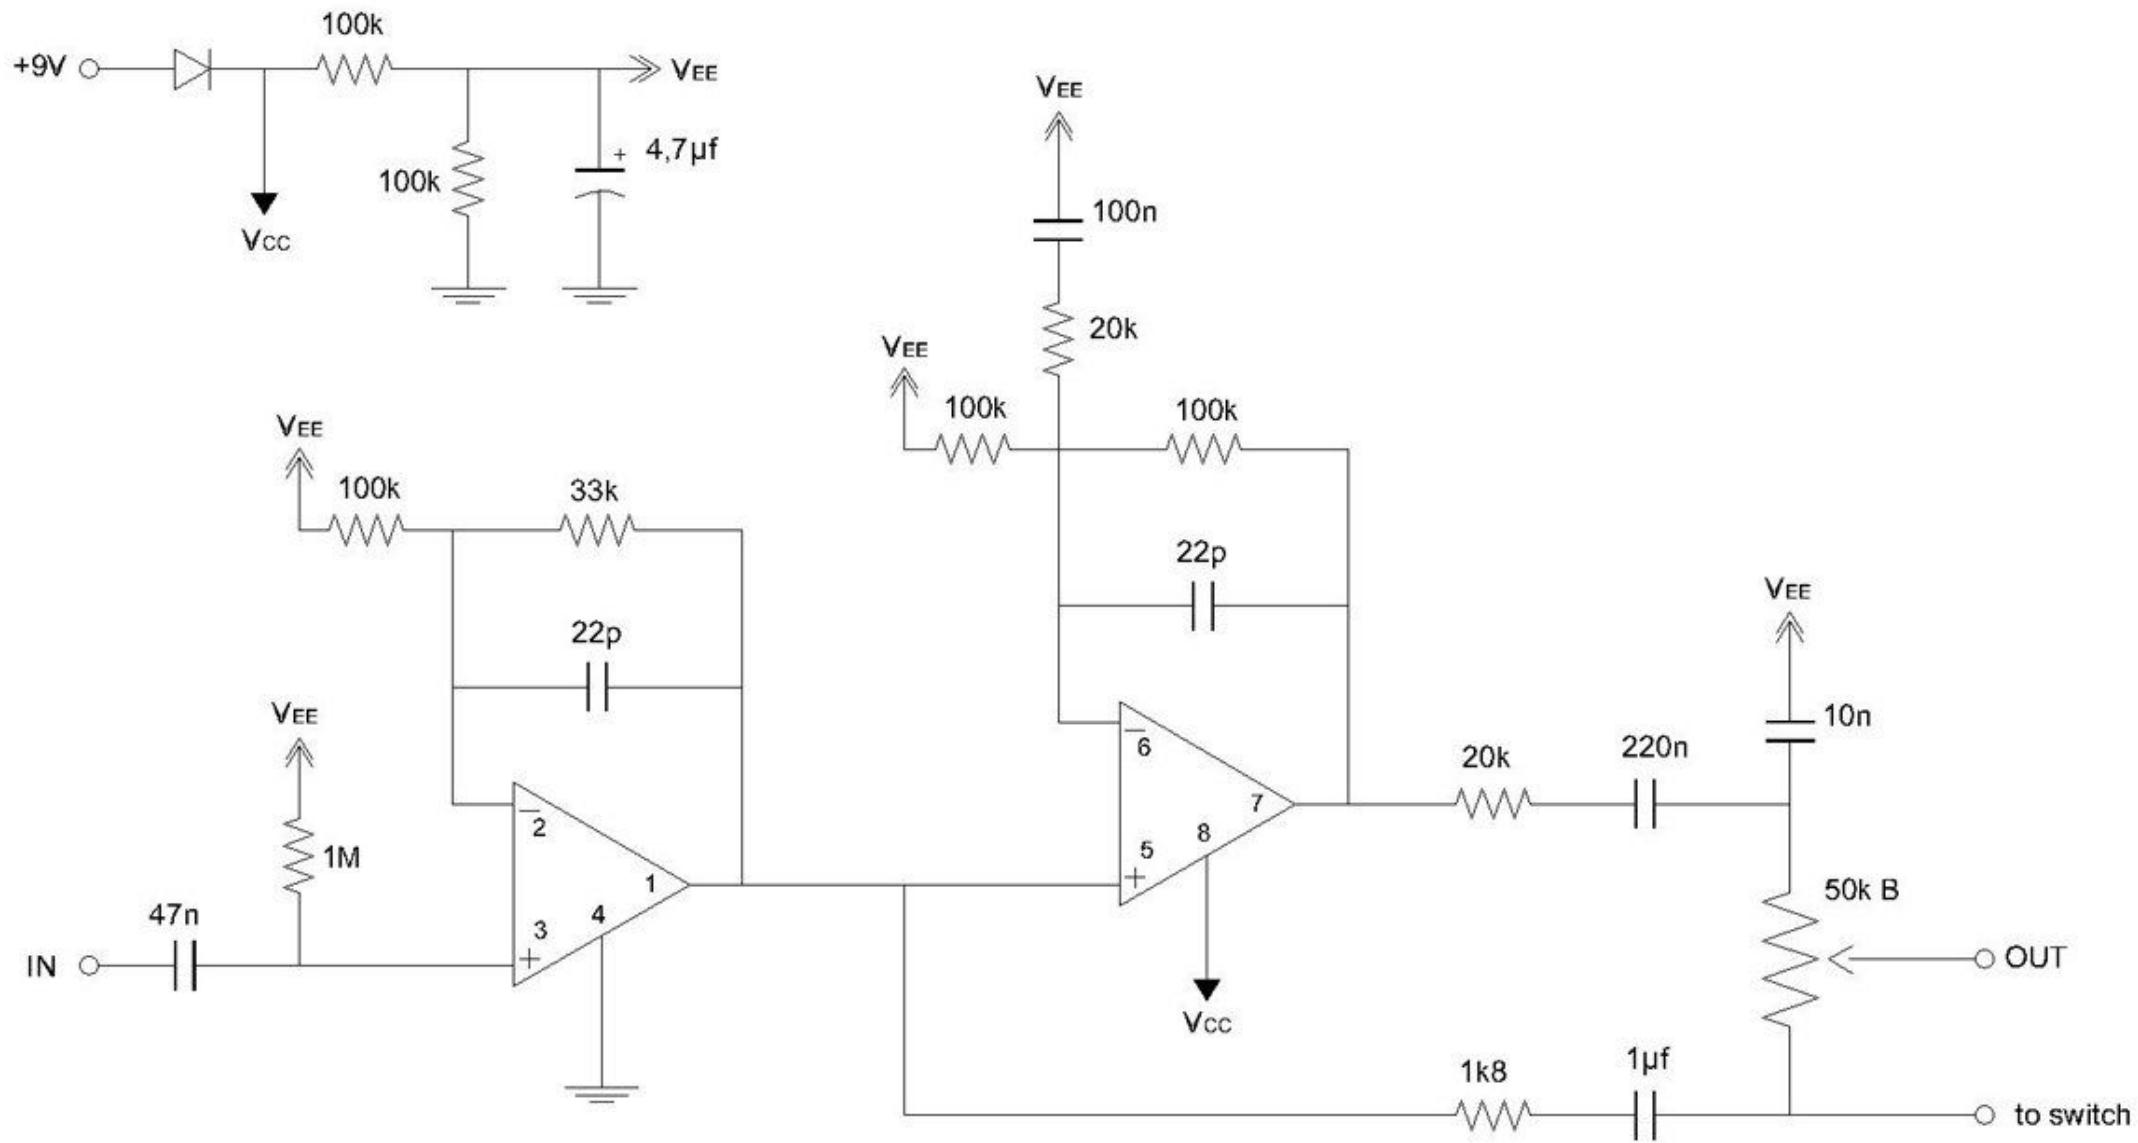 100k
+9V
VEE
4,7µf
100k
VCC
VEE
100n
20k
VEE
100k
100k
VEE
100k
33k
22p
22p
VEE
VEE
10n
20k
220n
6
7
2
8
5
1M
1
50k B
47n
4
3
IN
OUT
VCC
1k8
1µf
to switch